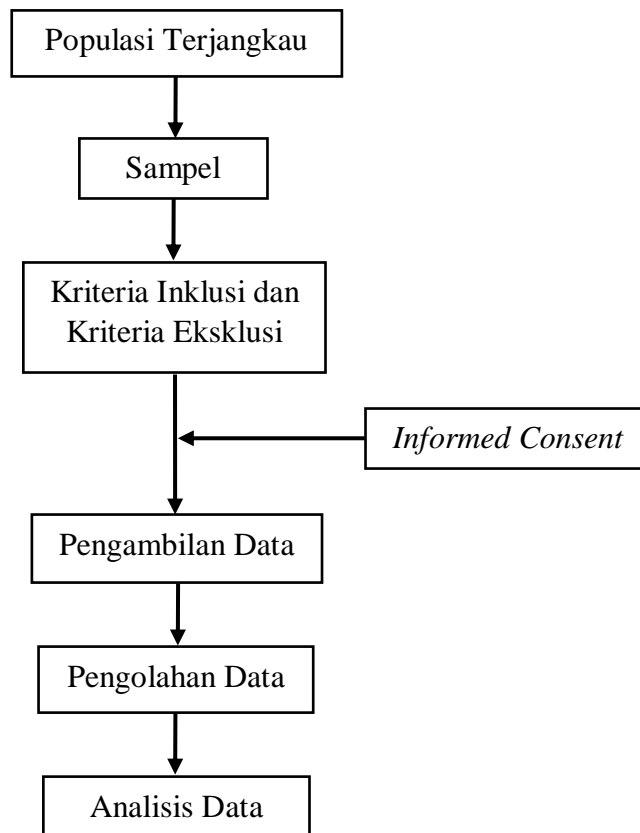 Populasi Terjangkau
Sampel
Kriteria Inklusi dan
Kriteria Eksklusi
Informed Consent
Pengambilan Data
Pengolahan Data
Analisis Data